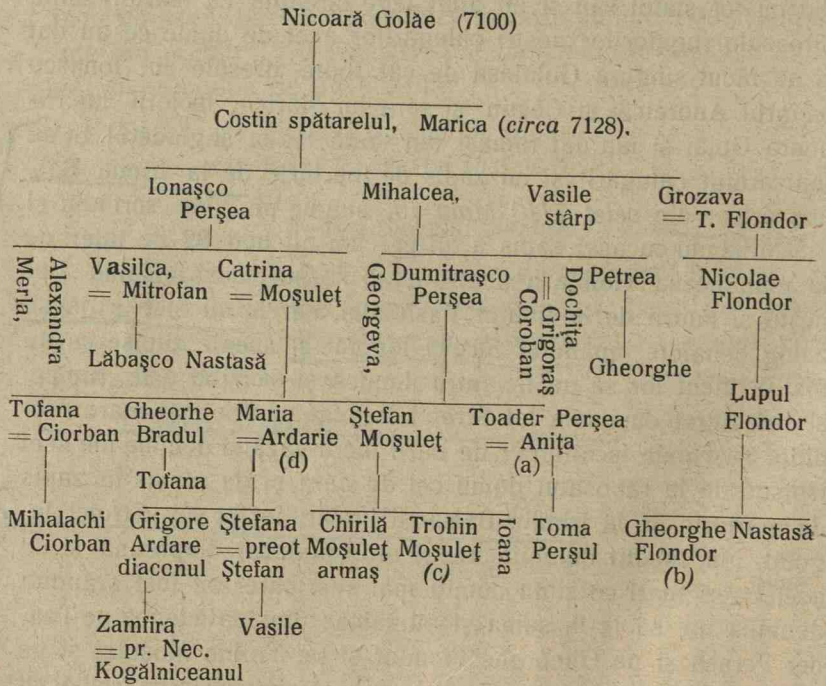 Nicoară Golăe (7100)
Costin spătarelul, Marica (circa 7128).
Ionaşco Perşea
Mihalcea,
Vasile stârp
Grozava = T. Flondor
Merla,
Alexandra
Vasilca, = Mitrofan
Catrina = Moşuleţ
Georgeva,
Dumitraşco Perşea
Dochiţa = Grigoraş Coroban
Petrea
Nicolae Flondor
Lăbaşco Nastasă
Gheorghe
Lupul Flondor
Tofana = Ciorban
Gheorhe Bradul
Maria = Ardarie (d)
Ştefan Moşuleţ
Toader Perşea = Aniţa (a)
Tofana
Mihalachi Ciorban
Grigore Ardare diaconul
Ştefana = preot Ştefan
Chirilă Moşuleţ armaş
Trohin Moşuleţ (c)
Ioana
Toma Perşul
Gheorghe Flondor (b)
Nastasă
Zamfira = pr. Nec. Kogălniceanul
Vasile